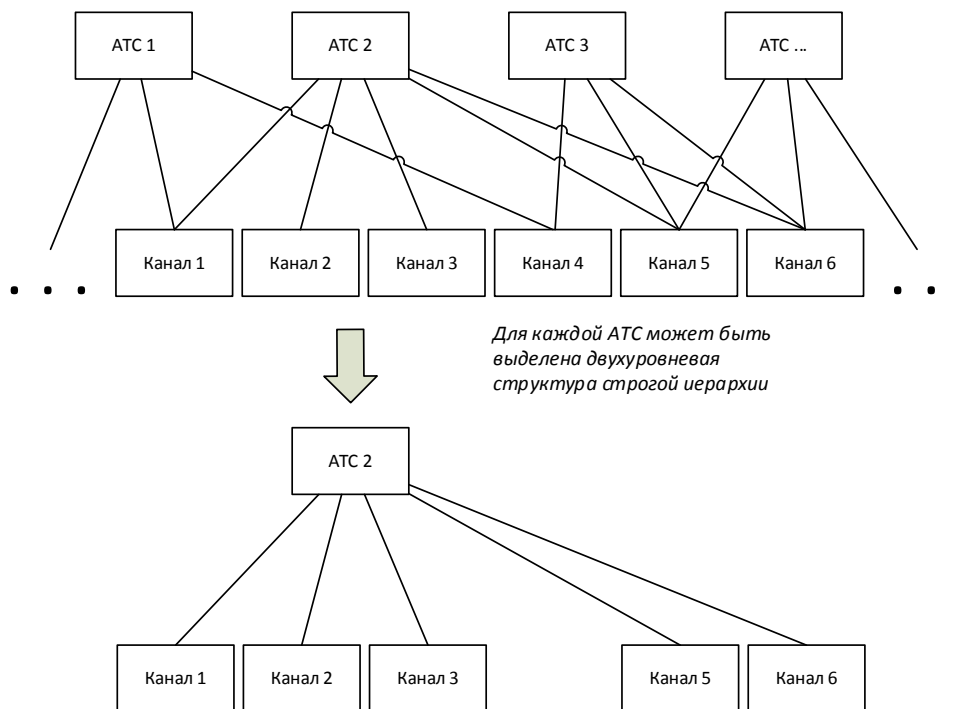 АТС 1
АТС 2
АТС 3
АТС ...
Канал 1
Канал 2
Канал 3
Канал 4
Канал 5
Канал 6
. . .
. .
Для каждой АТС может быть
выделена двухуровневая
структура строгой иерархии
АТС 2
Канал 1
Канал 2
Канал 3
Канал 5
Канал 6